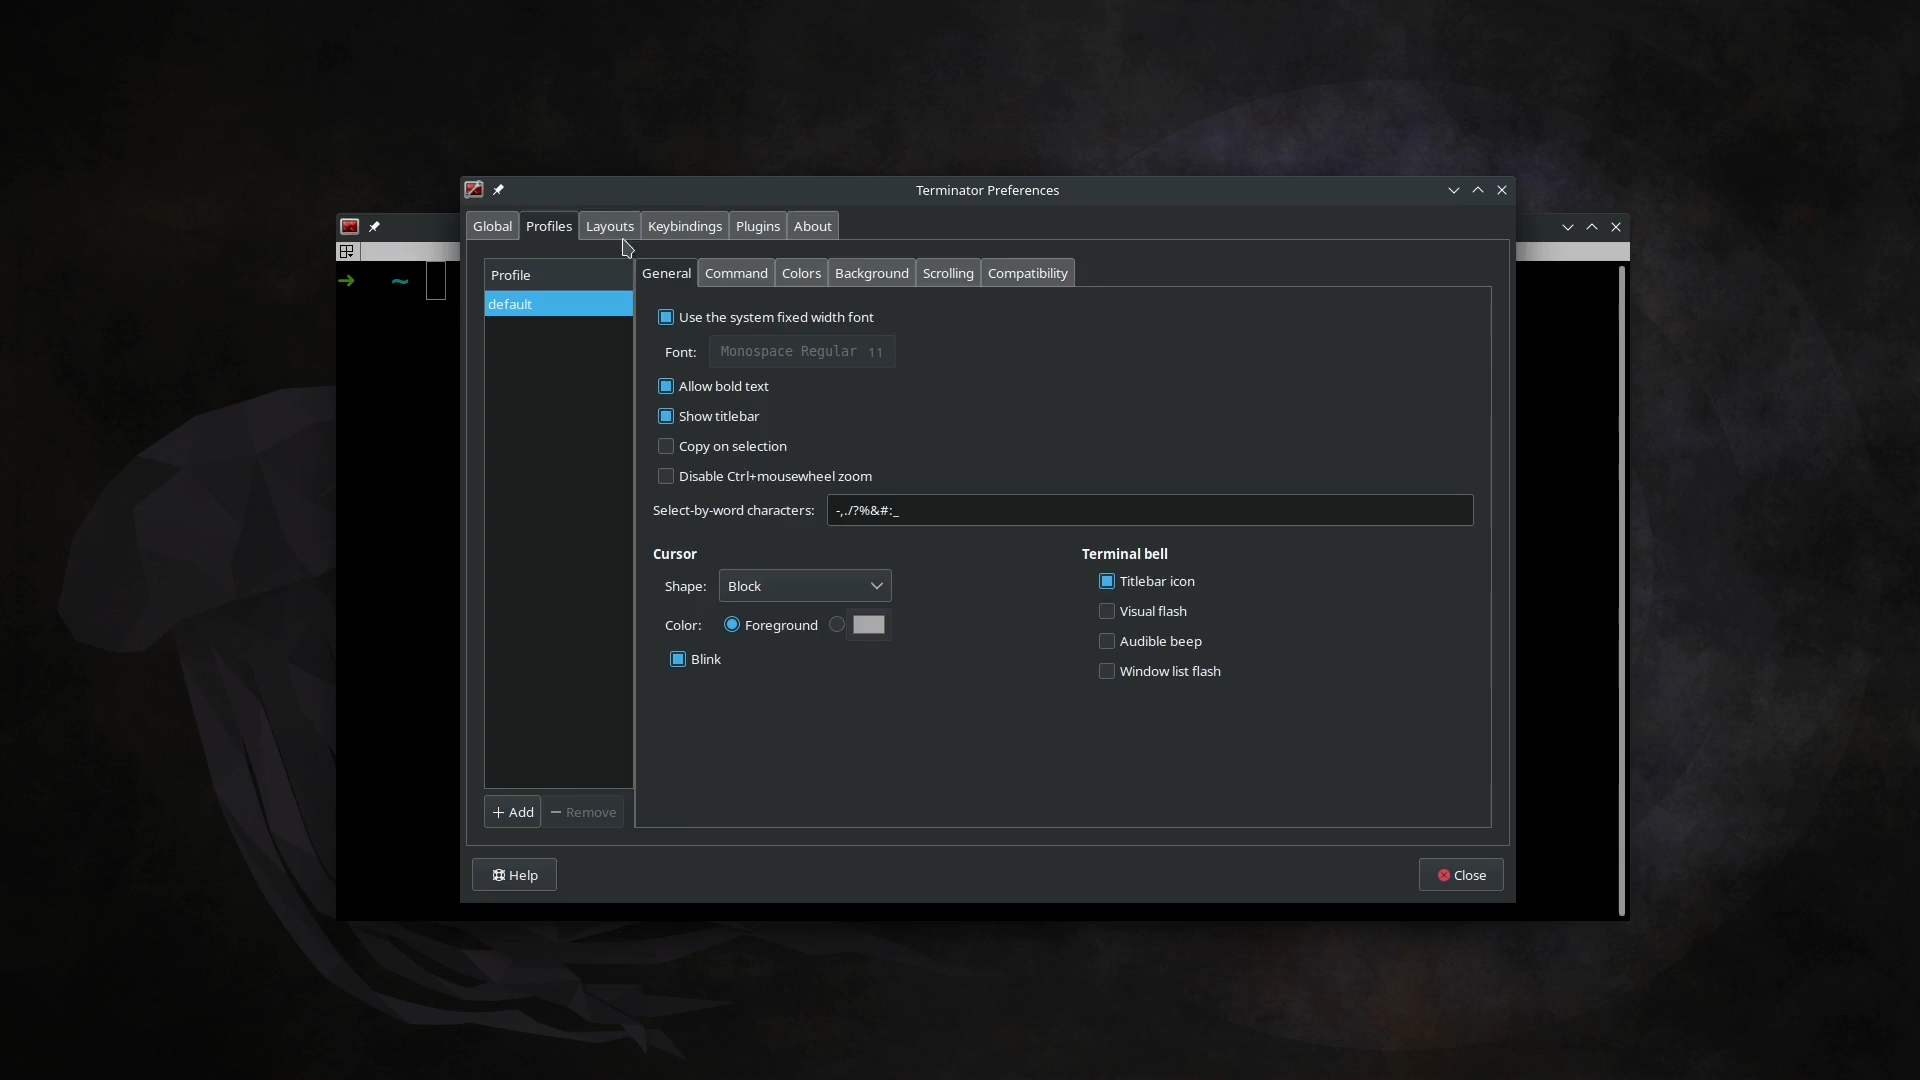 Terminator Preferences
Global Profiles Layouts Keybindings Plugins About
Profile
default
General Command Colors Background Scrolling Compatibility
Use the system fixed width font
Font: Monospace Regular 11
Allow bold text
Show titlebar
Copy on selection
Disable Ctrl+mousewheel zoom
Select-by-word characters: -,./?%&#:_
Cursor
Shape: Block
Color: Foreground
Blink
Terminal bell
Titlebar icon
Visual flash
Audible beep
Window list flash
+ Add − Remove
Help
Close
➜ ~